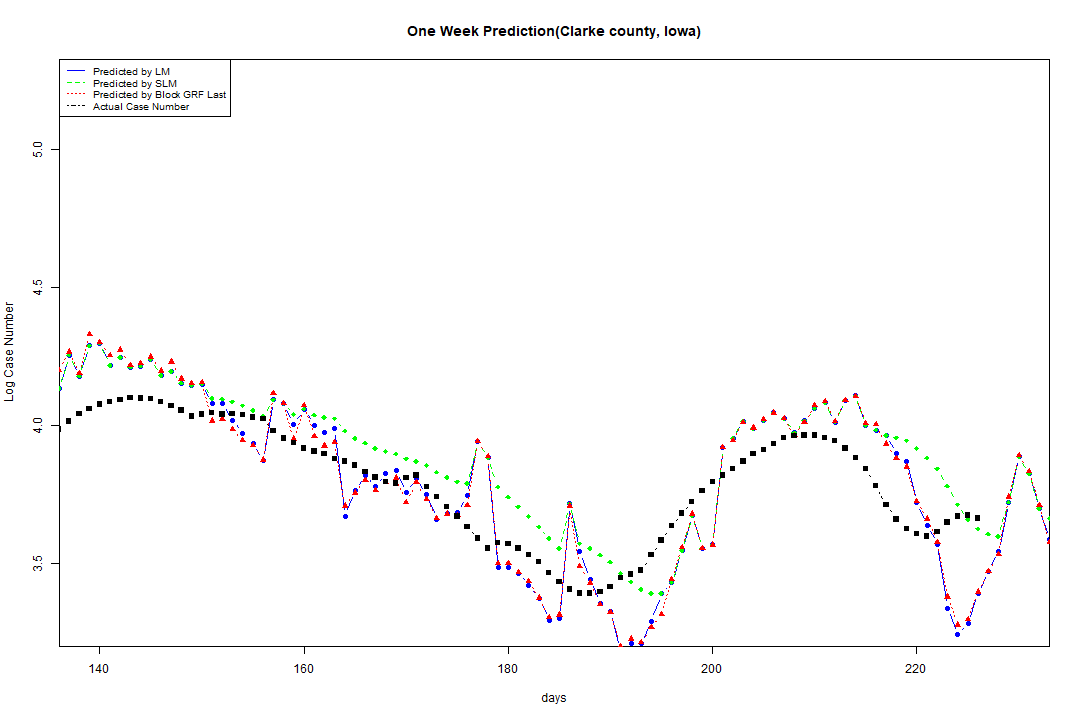 One Week Prediction(Clarke county, Iowa)
Predicted by LM
Predicted by SLM
Predicted by Block GRF Last
Actual Case Number
5.0
4.5
4.0
3.5
Log Case Number
140 160 180 200 220
days